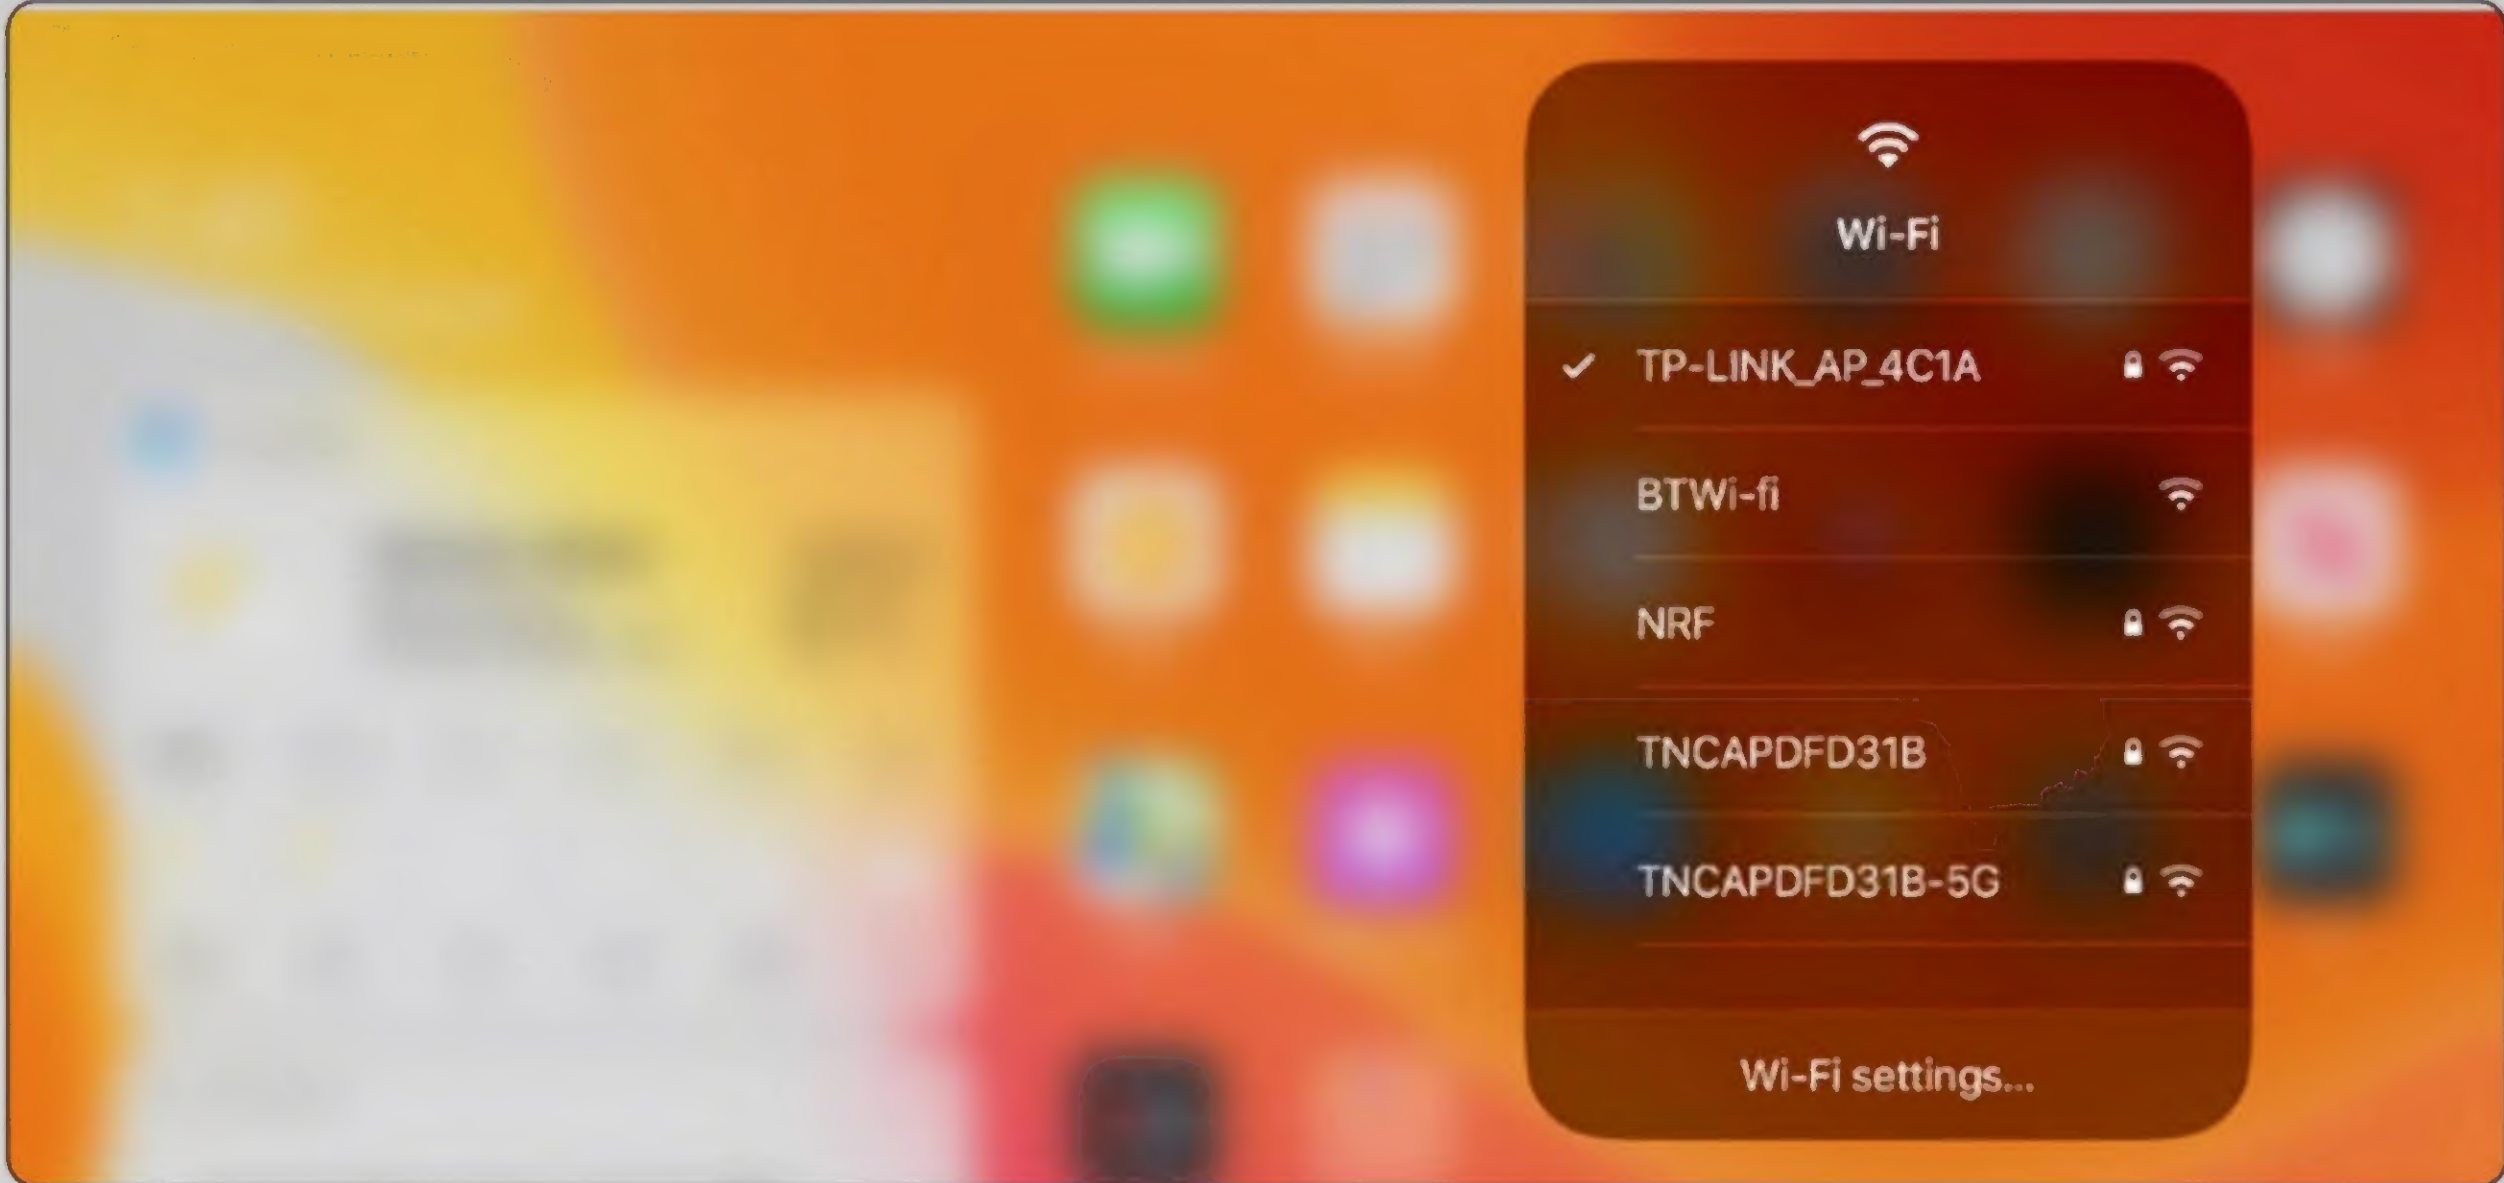 Wi-Fi
TP-LINK_AP_4C1A
BTWi-fi
NRF
TNCAPDFD31B
TNCAPDFD31B-5G
Wi-Fi settings...